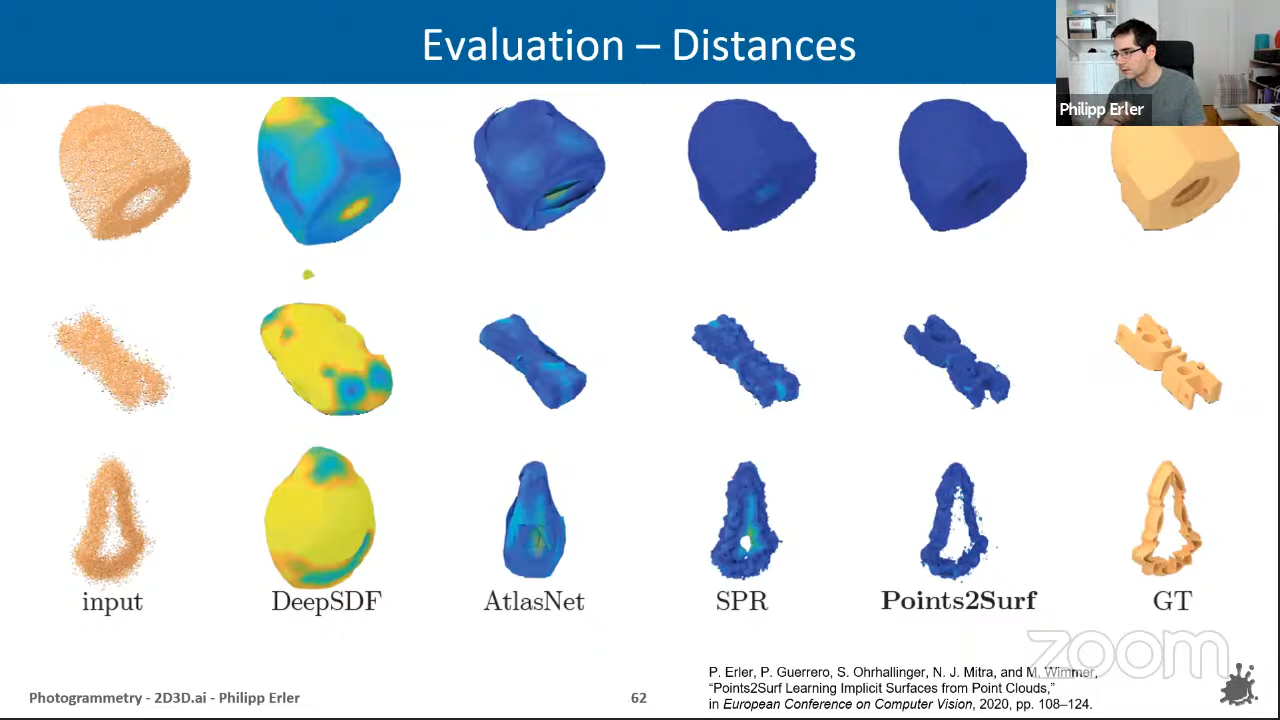 Evaluation – Distances
Philipp Erler
input
DeepSDF
AtlasNet
SPR
Points2Surf
GT
zoom
P. Erler, P. Guerrero, S. Ohrhallinger, N. J. Mitra, and M. Wimmer,
“Points2Surf Learning Implicit Surfaces from Point Clouds,”
in European Conference on Computer Vision, 2020, pp. 108–124.
Photogrammetry - 2D3D.ai - Philipp Erler
62